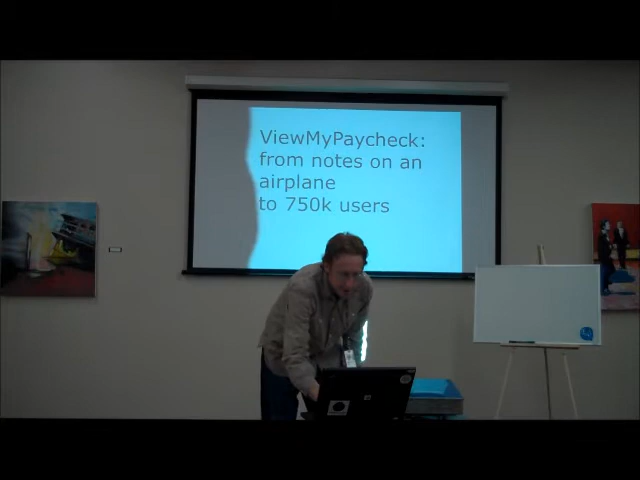 ViewMyPaycheck:
from notes on an
airplane
to 750k users